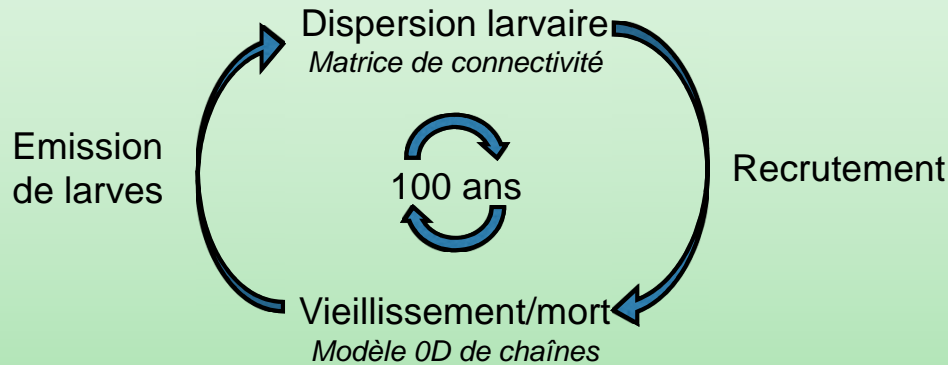 Dispersion larvaire
Matrice de connectivité
Emission
de larves
100 ans
Recrutement
Vieillissement/mort
Modèle 0D de chaînes